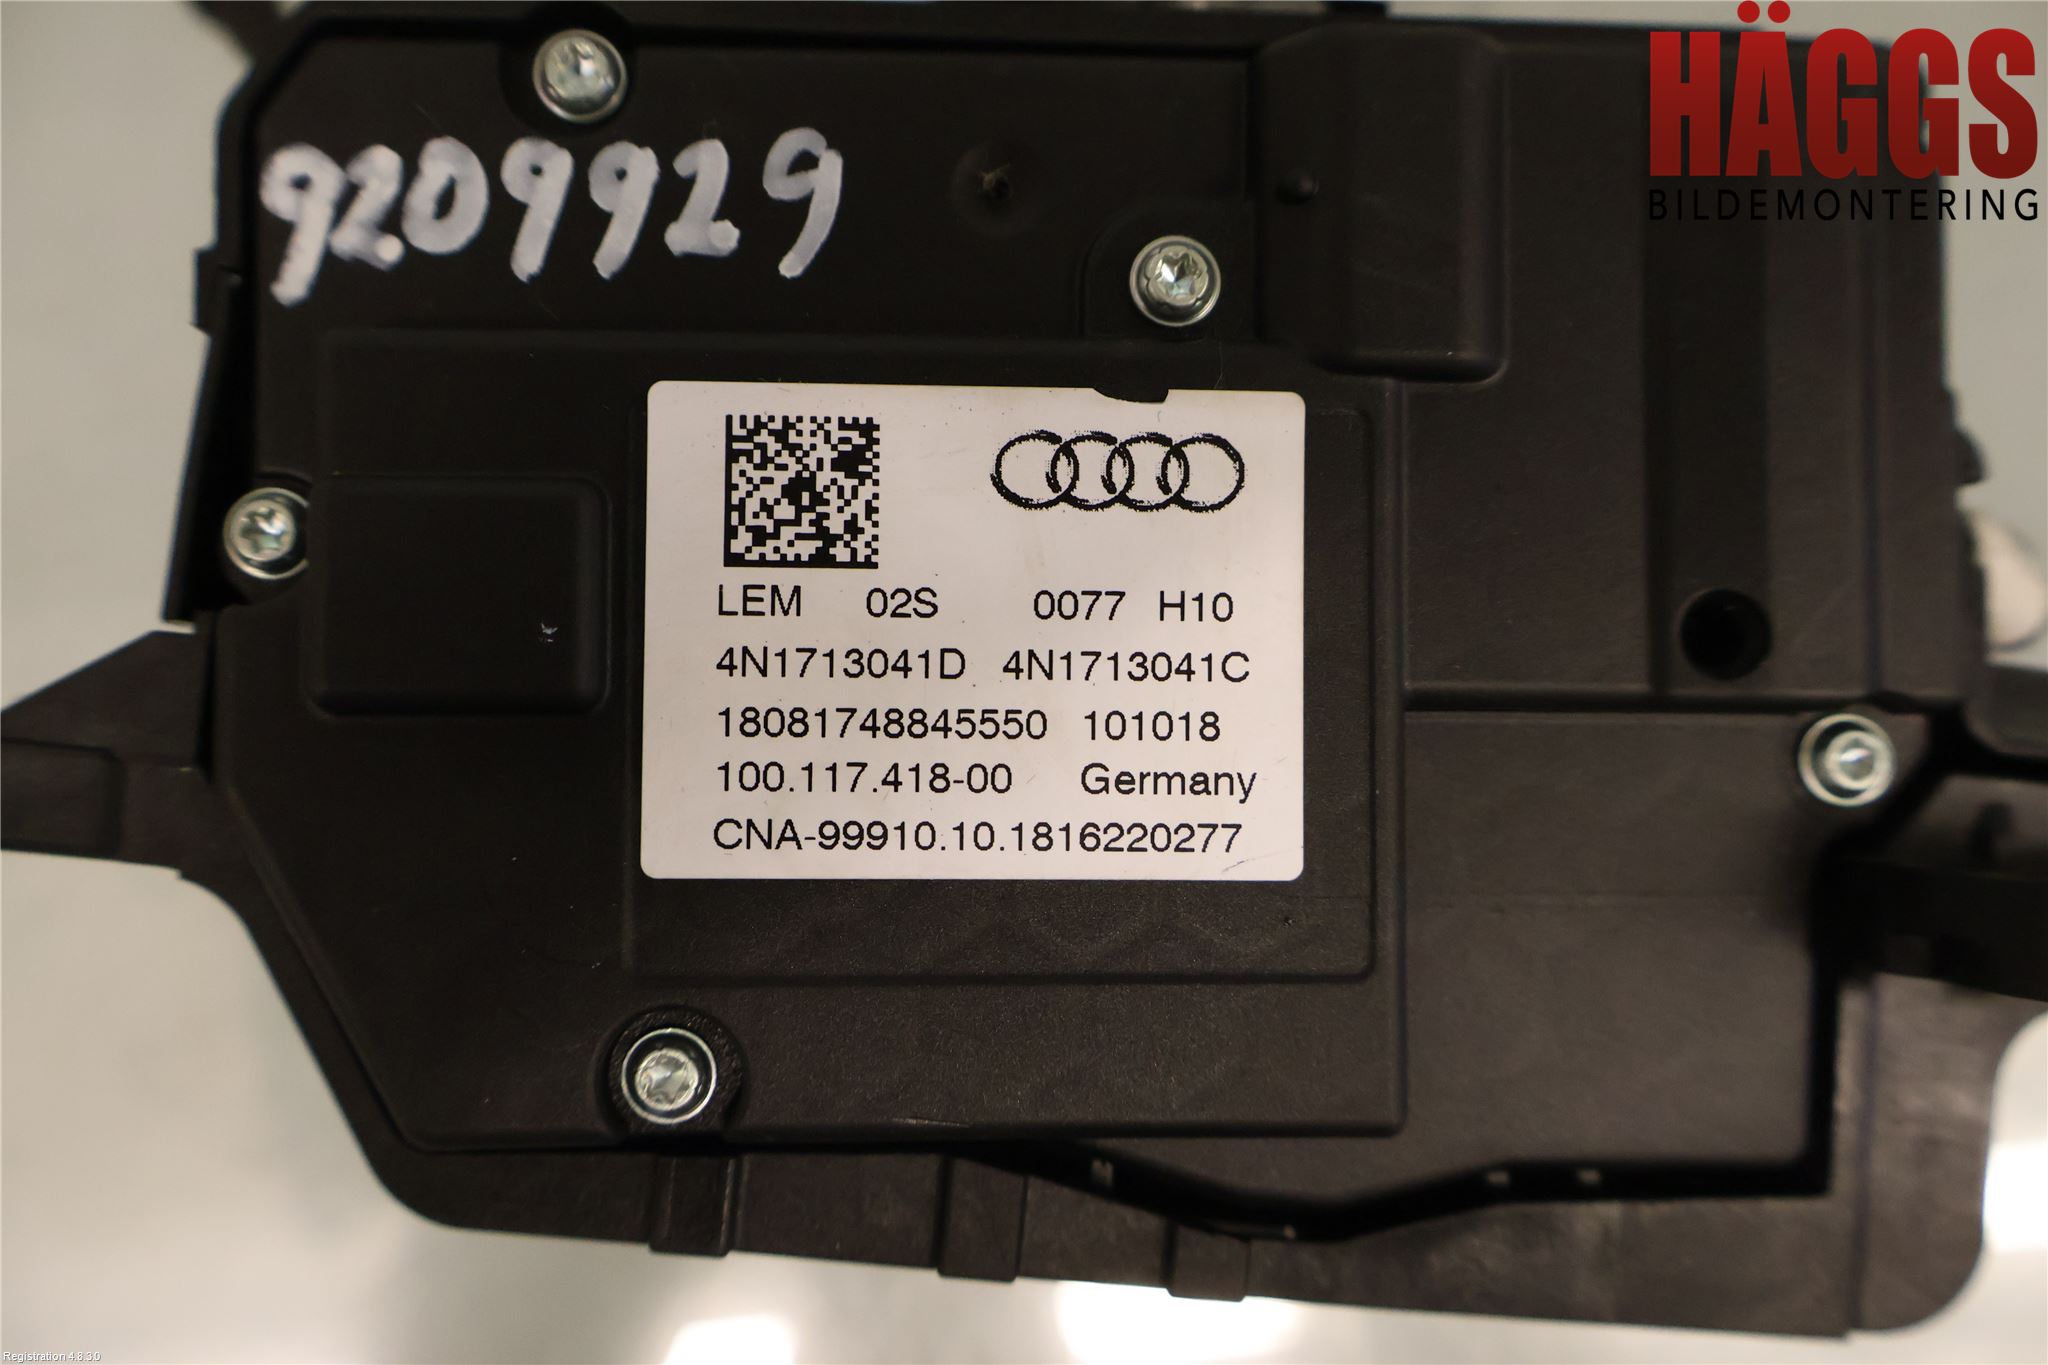 HÄGGS
BILDEMONTERING
9209929
LEM 02S 0077 H10
4N1713041D 4N1713041C
18081748845550 101018
100.117.418-00 Germany
CNA-99910.10.1816220277
Registration 4.8.3.0